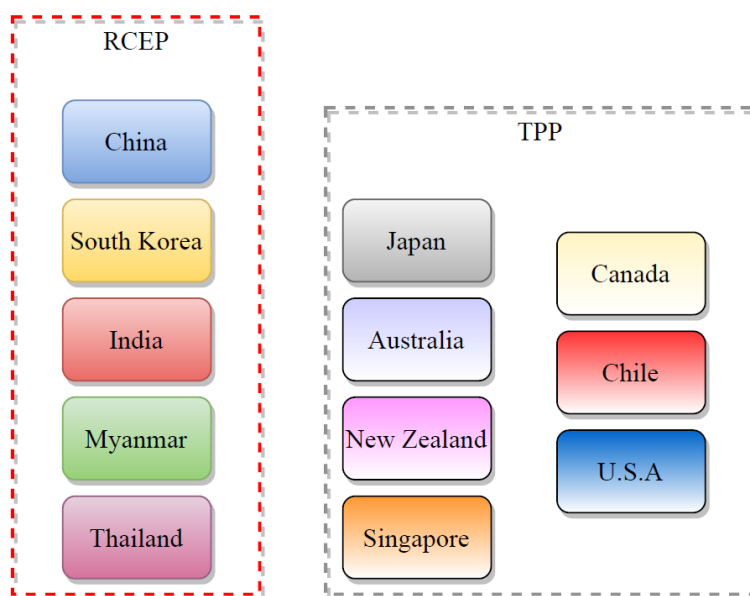 RCEP
China
South Korea
India
Myanmar
Thailand
TPP
Japan
Australia
New Zealand
Singapore
Canada
Chile
U.S.A